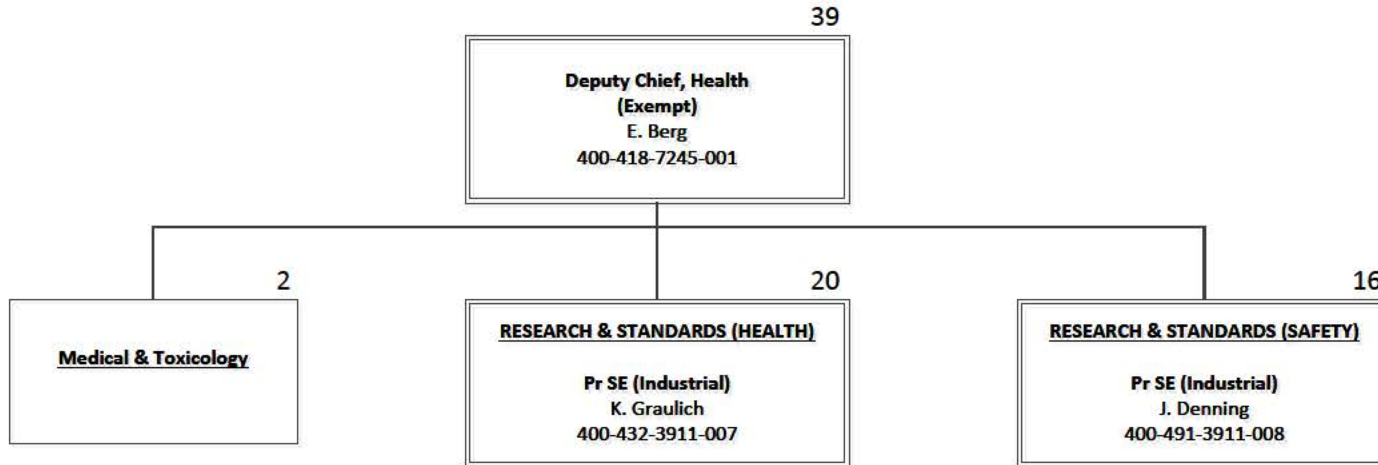 39
Deputy Chief, Health
(Exempt)
E. Berg
400-418-7245-001
2
Medical & Toxicology
20
RESEARCH & STANDARDS (HEALTH)
Pr SE (Industrial)
K. Graulich
400-432-3911-007
16
RESEARCH & STANDARDS (SAFETY)
Pr SE (Industrial)
J. Denning
400-491-3911-008